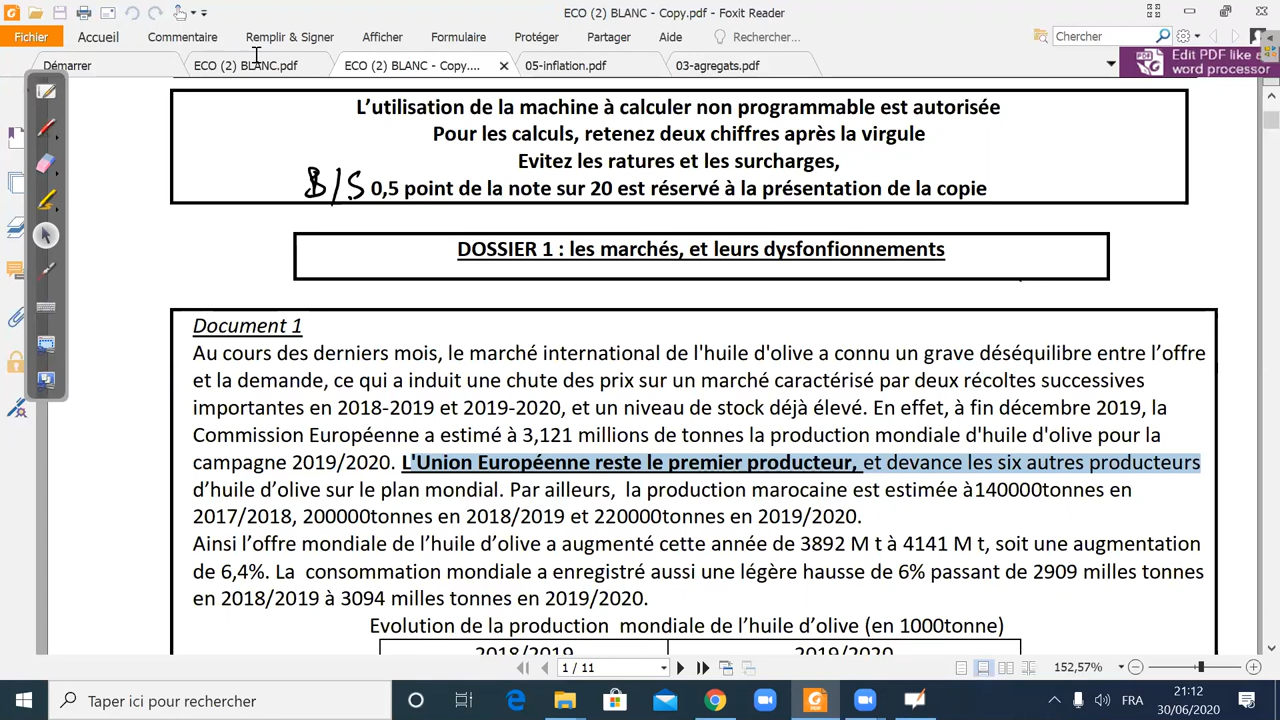 ECO (2) BLANC - Copy.pdf - Foxit Reader
Fichier Accueil Commentaire Remplir & Signer Afficher Formulaire Protéger Partager Aide Rechercher... Chercher
Démarrer ECO (2) BLANC.pdf ECO (2) BLANC - Copy.... 05-inflation.pdf 03-agregats.pdf
Edit PDF like a
word processor
L'utilisation de la machine à calculer non programmable est autorisée
Pour les calculs, retenez deux chiffres après la virgule
Evitez les ratures et les surcharges,
0,5 point de la note sur 20 est réservé à la présentation de la copie
DOSSIER 1 : les marchés, et leurs dysfonfionnements
Document 1
Au cours des derniers mois, le marché international de l'huile d'olive a connu un grave déséquilibre entre l'offre
et la demande, ce qui a induit une chute des prix sur un marché caractérisé par deux récoltes successives
importantes en 2018-2019 et 2019-2020, et un niveau de stock déjà élevé. En effet, à fin décembre 2019, la
Commission Européenne a estimé à 3,121 millions de tonnes la production mondiale d'huile d'olive pour la
campagne 2019/2020. L'Union Européenne reste le premier producteur, et devance les six autres producteurs
d'huile d'olive sur le plan mondial. Par ailleurs, la production marocaine est estimée à140000tonnes en
2017/2018, 200000tonnes en 2018/2019 et 220000tonnes en 2019/2020.
Ainsi l'offre mondiale de l'huile d'olive a augmenté cette année de 3892 M t à 4141 M t, soit une augmentation
de 6,4%. La consommation mondiale a enregistré aussi une légère hausse de 6% passant de 2909 milles tonnes
en 2018/2019 à 3094 milles tonnes en 2019/2020.
Evolution de la production mondiale de l'huile d'olive (en 1000tonne)
2018/2019 2019/2020
1 / 11
152,57%
Taper ici pour rechercher
FRA
21:12
30/06/2020